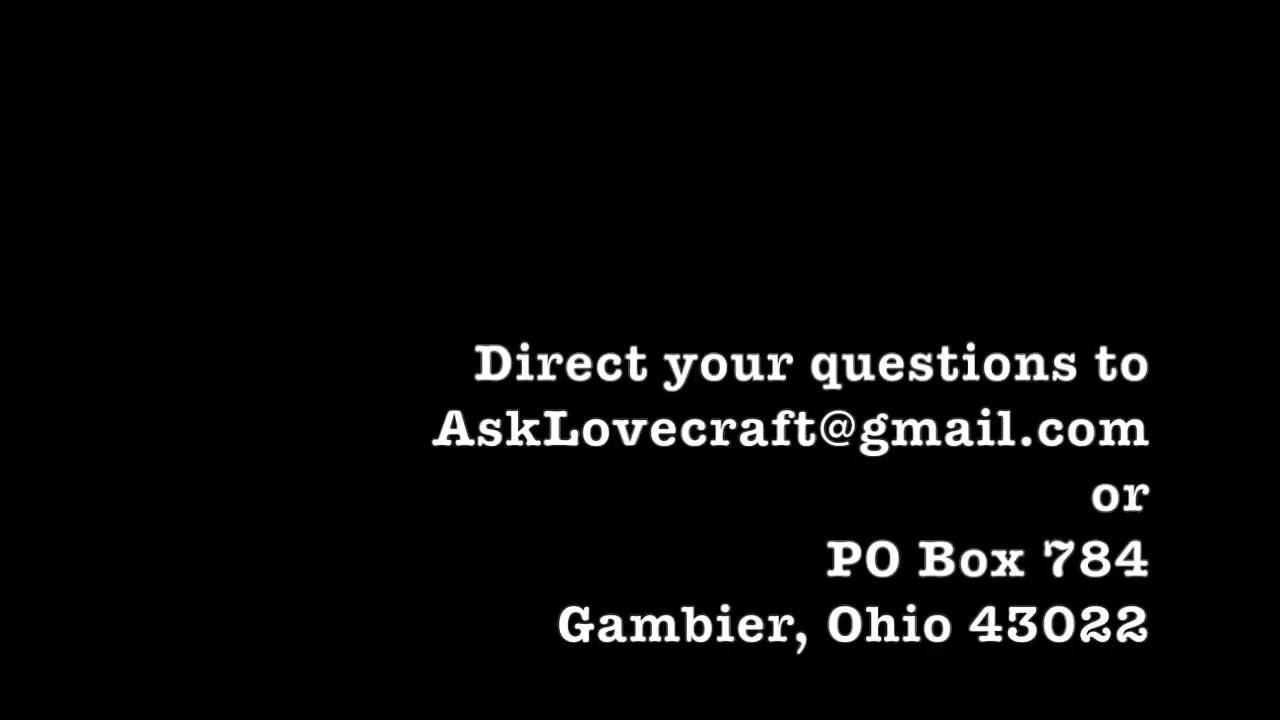 Direct your questions to
AskLovecraft@gmail.com
or
PO Box 784
Gambier, Ohio 43022